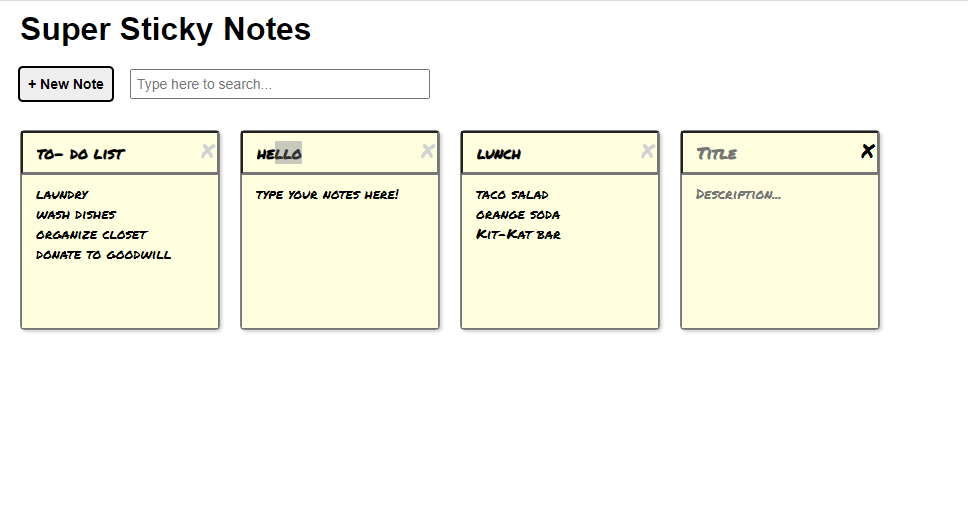 Super Sticky Notes
+ New Note
Type here to search...
TO- DO LIST X
LAUNDRY
WASH DISHES
ORGANIZE CLOSET
DONATE TO GOODWILL
HELLO X
TYPE YOUR NOTES HERE!
LUNCH X
TACO SALAD
ORANGE SODA
KIT-KAT BAR
TITLE X
DESCRIPTION...